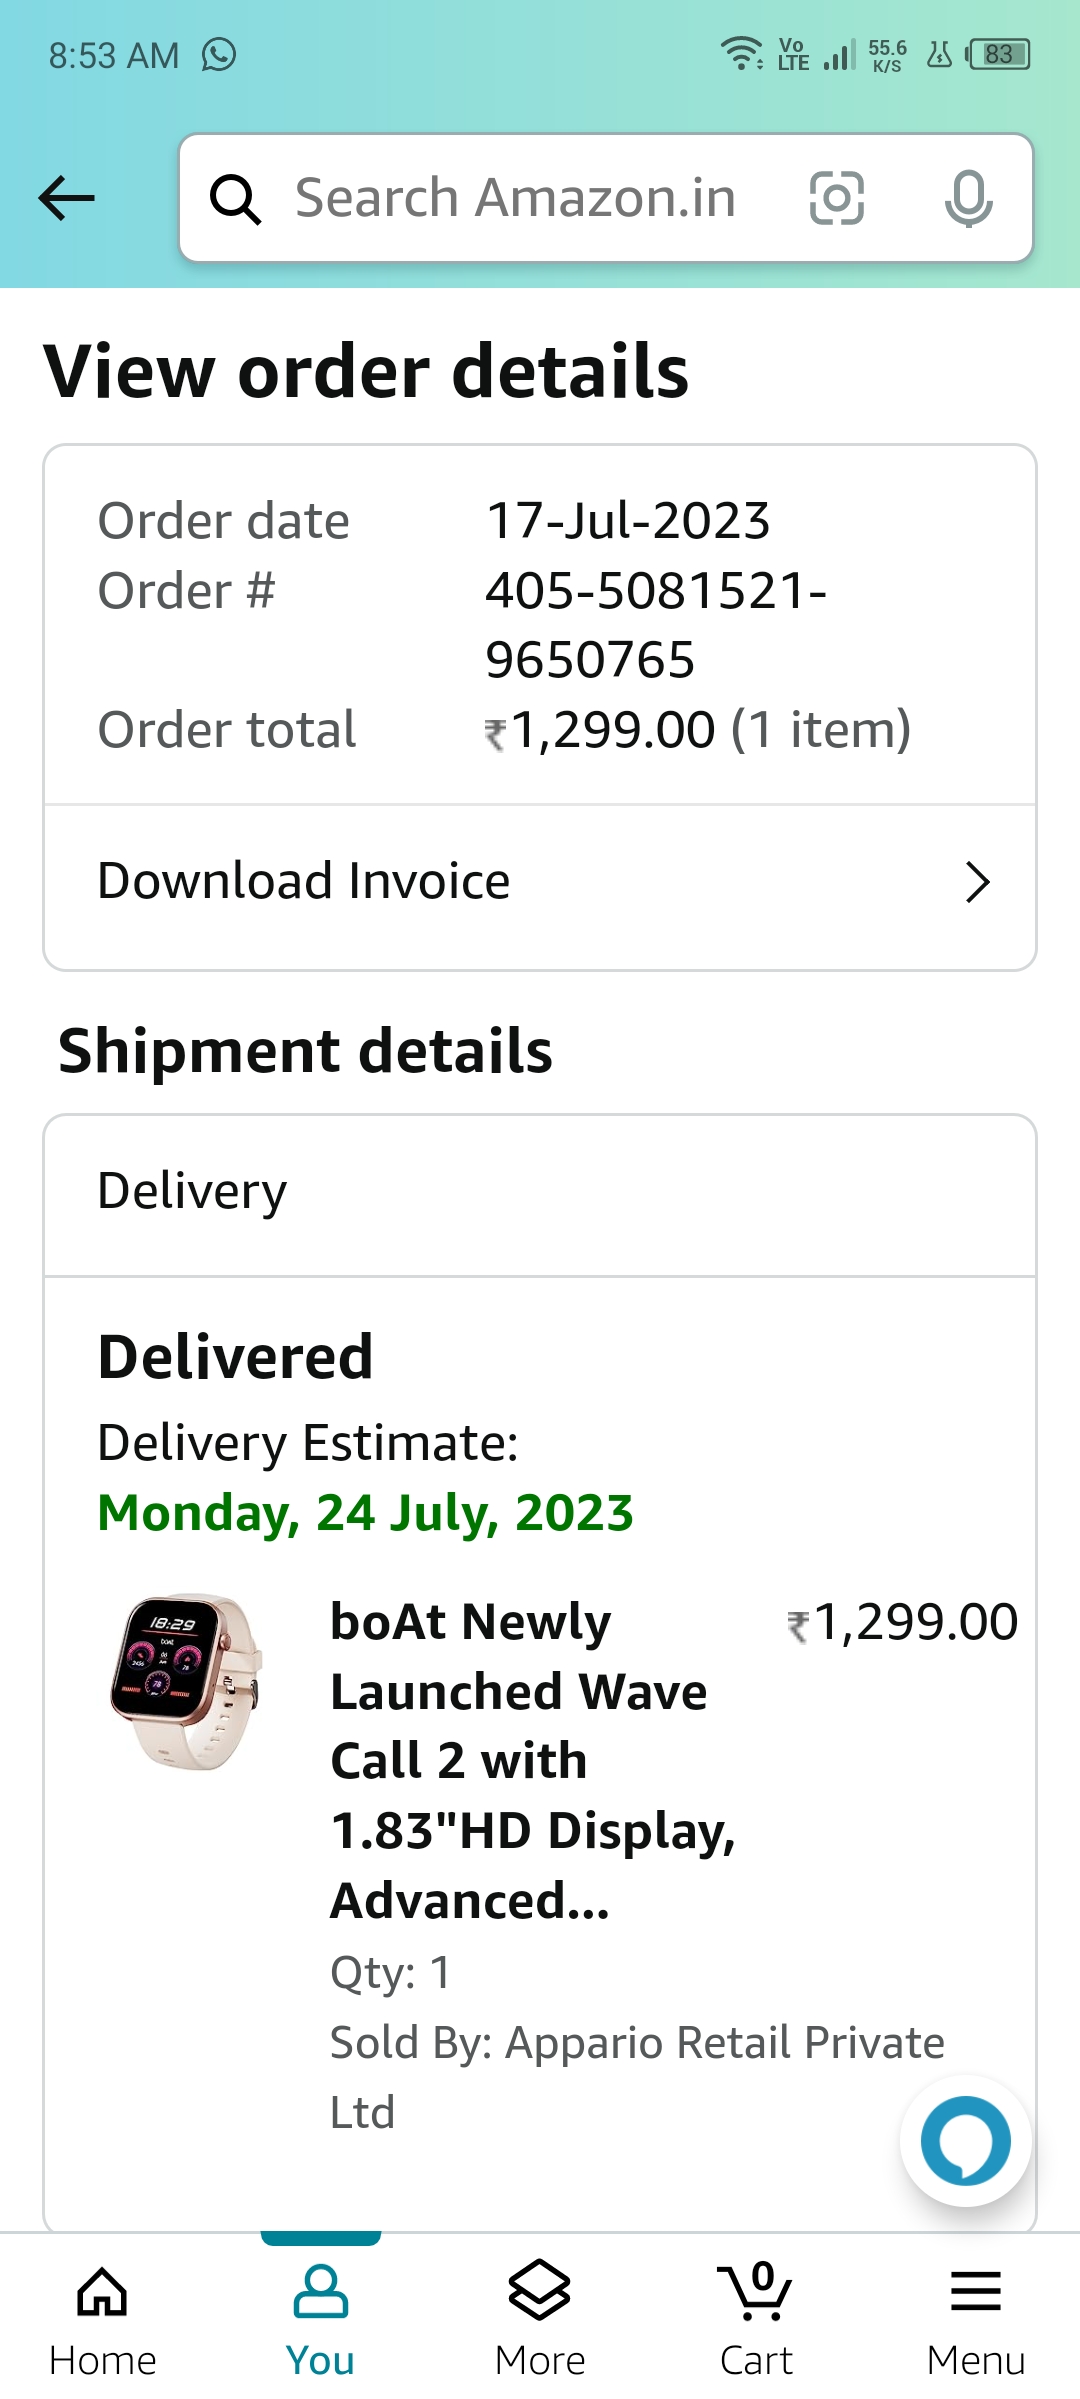 8:53 AM Vo LTE 55.6 K/S 83
Search Amazon.in
View order details
Order date 17-Jul-2023
Order # 405-5081521-
9650765
Order total ₹1,299.00 (1 item)
Download Invoice
Shipment details
Delivery
Delivered
Delivery Estimate:
Monday, 24 July, 2023
18:29
boAt Newly ₹1,299.00
Launched Wave
Call 2 with
1.83"HD Display,
Advanced...
Qty: 1
Sold By: Appario Retail Private
Ltd
0
Home You More Cart Menu